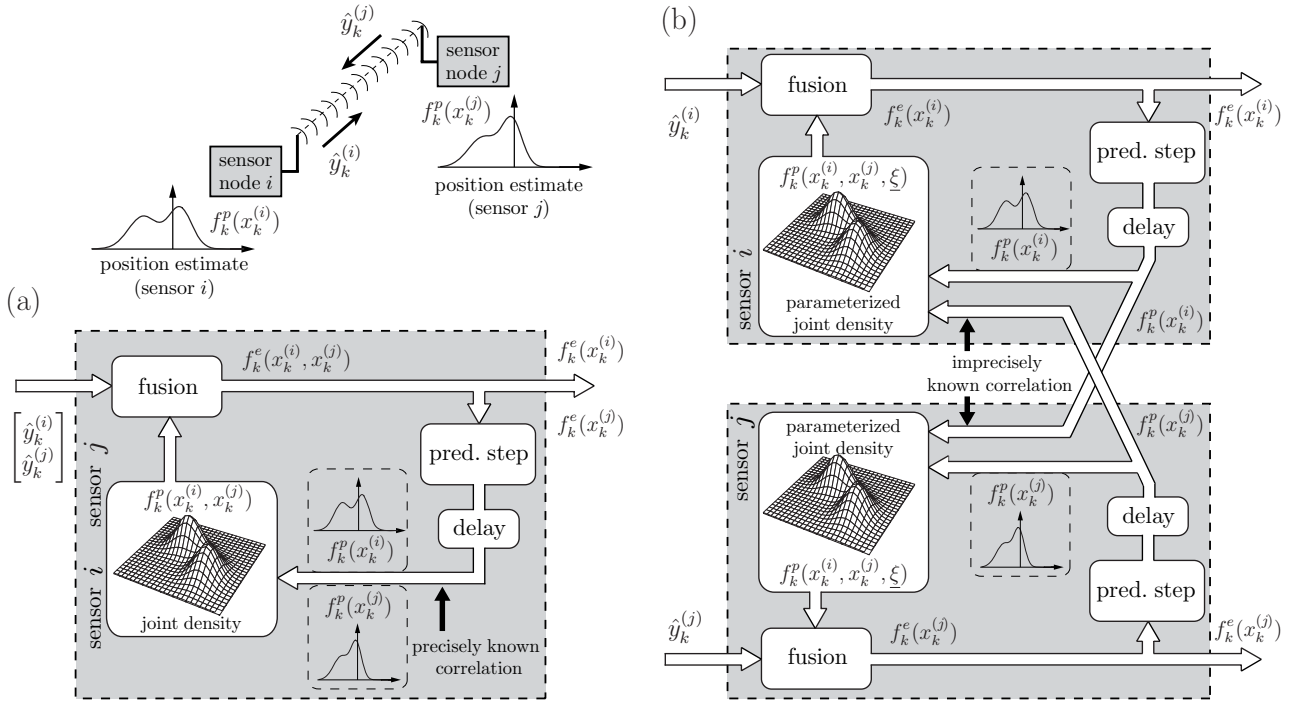 ŷ_k^{(j)}
sensor
node j
ŷ_k^{(i)}
f_k^p(x_k^{(j)})
position estimate
(sensor j)
sensor
node i
f_k^p(x_k^{(i)})
position estimate
(sensor i)
(a)
fusion
f_k^e(x_k^{(i)}, x_k^{(j)})
f_k^e(x_k^{(i)})
f_k^e(x_k^{(j)})
[ŷ_k^{(i)}
ŷ_k^{(j)}]
sensor j
sensor i
pred. step
delay
f_k^p(x_k^{(i)}, x_k^{(j)})
joint density
f_k^p(x_k^{(i)})
f_k^p(x_k^{(j)})
precisely known
correlation
(b)
ŷ_k^{(i)}
fusion
f_k^e(x_k^{(i)})
f_k^e(x_k^{(i)})
pred. step
delay
sensor i
f_k^p(x_k^{(i)}, x_k^{(j)}, ξ)
parameterized
joint density
f_k^p(x_k^{(i)})
f_k^p(x_k^{(i)})
imprecisely
known correlation
sensor j
parameterized
joint density
f_k^p(x_k^{(i)}, x_k^{(j)}, ξ)
f_k^p(x_k^{(j)})
f_k^p(x_k^{(j)})
delay
pred. step
ŷ_k^{(j)}
fusion
f_k^e(x_k^{(j)})
f_k^e(x_k^{(j)})